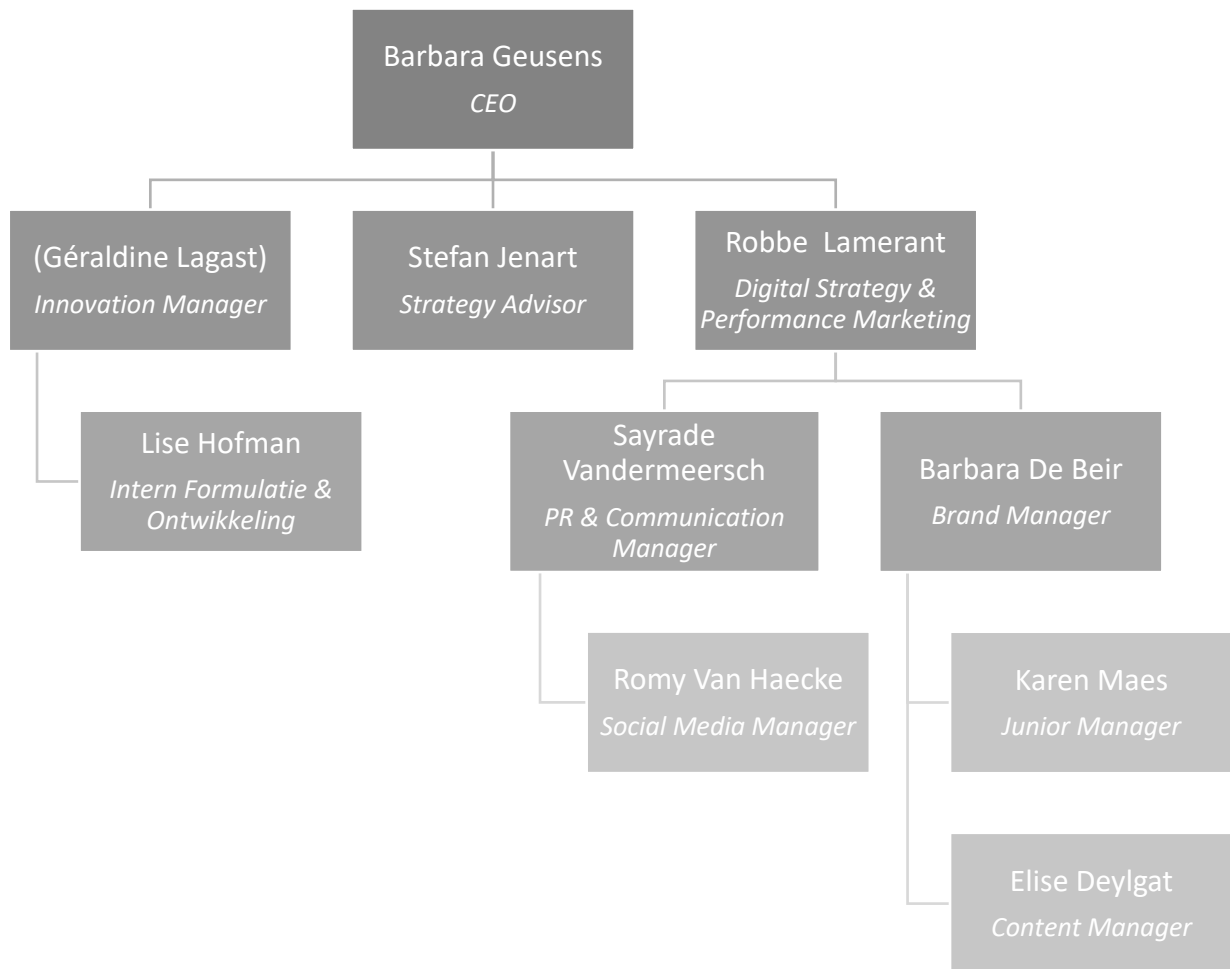 Barbara Geusens
CEO
(Géraldine Lagast)
Innovation Manager
Stefan Jenart
Strategy Advisor
Robbe  Lamerant
Digital Strategy &
Performance Marketing
Lise Hofman
Intern Formulatie &
Ontwikkeling
Sayrade
Vandermeersch
PR & Communication
Manager
Barbara De Beir
Brand Manager
Romy Van Haecke
Social Media Manager
Karen Maes
Junior Manager
Elise Deylgat
Content Manager